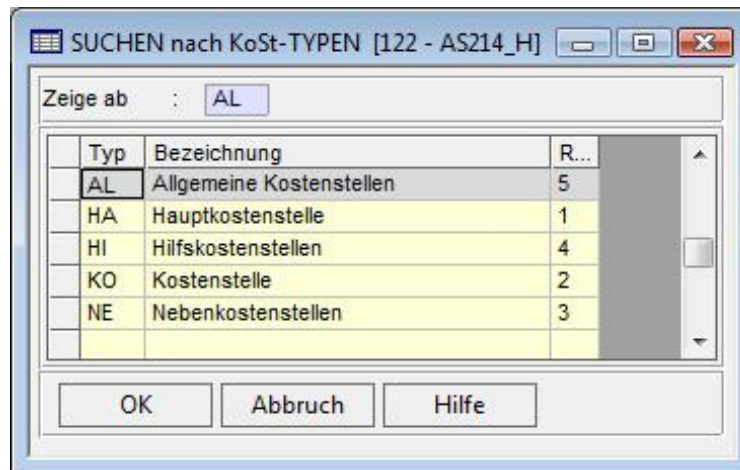 SUCHEN nach KoSt-TYPEN [122 - AS214_H]
Zeige ab : AL
Typ Bezeichnung R...
AL Allgemeine Kostenstellen 5
HA Hauptkostenstelle 1
HI Hilfskostenstellen 4
KO Kostenstelle 2
NE Nebenkostenstellen 3
OK Abbruch Hilfe